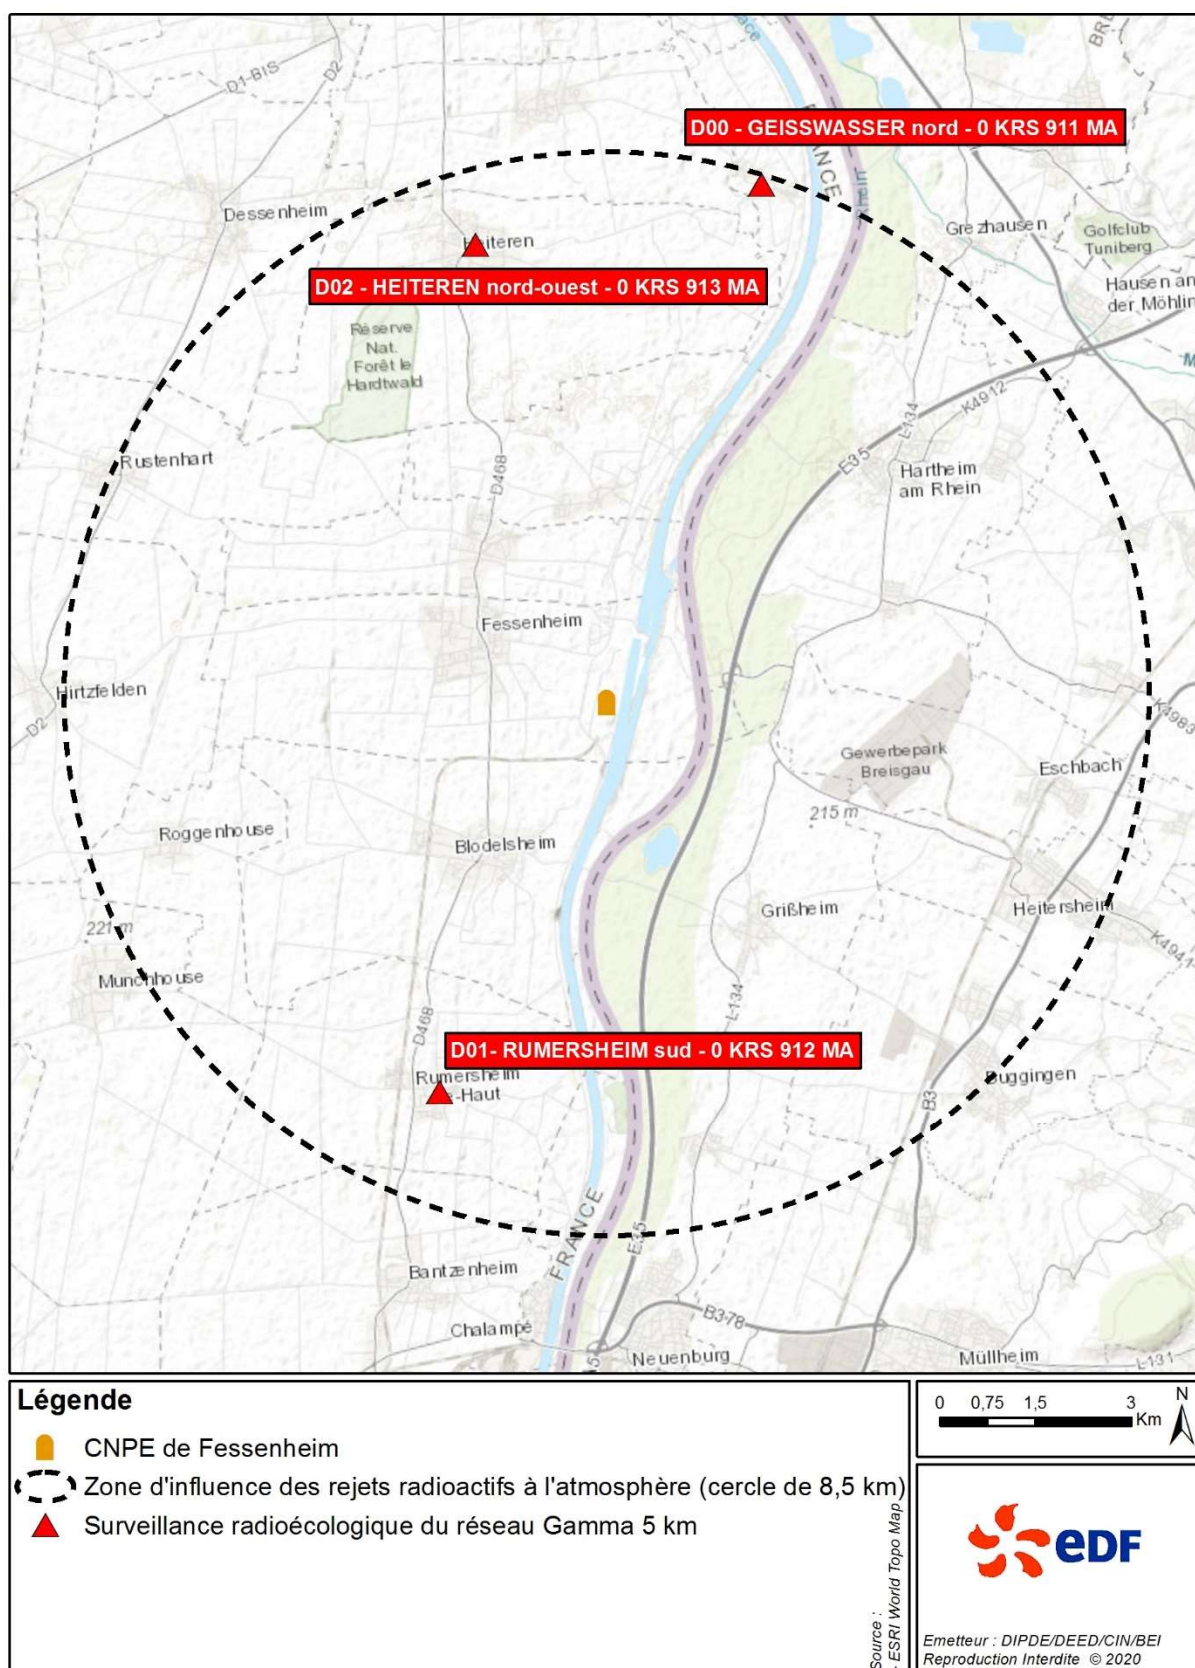 BRE
D1-BIS
D2
ace
D00 - GEISSWASSER nord - 0 KRS 911 MA
FRANCE
Rhein
Dessenheim
Grezhausen
Golfclub
Tuniberg
Heiteren
D02 - HEITEREN nord-ouest - 0 KRS 913 MA
Hausen an
der Möhlin
Réserve
Nat.
Forêt le
Hardtwald
M
K4912
L134
Rustenhart
D468
E35
Hartheim
am Rhein
Fessenheim
Hirtzfelden
D2
K4983
Gewerbepark
Breisgau
Eschbach
215 m
Roggenhouse
Blodelsheim
Grißheim
Heitersheim
221 m
K4941
Munchhouse
L134
D468
D01- RUMERSHEIM sud - 0 KRS 912 MA
Rumersheim
-Haut
Buggingen
B3
FRANCE
E35
Bantzenheim
B378
Chalampé
Neuenburg
Müllheim
L131
Légende
CNPE de Fessenheim
Zone d'influence des rejets radioactifs à l'atmosphère (cercle de 8,5 km)
Surveillance radioécologique du réseau Gamma 5 km
Source :
- ESRI World Topo Map
0 0,75 1,5 3
Km
N
eDF
Emetteur : DIPDE/DEED/CIN/BEI
Reproduction Interdite © 2020